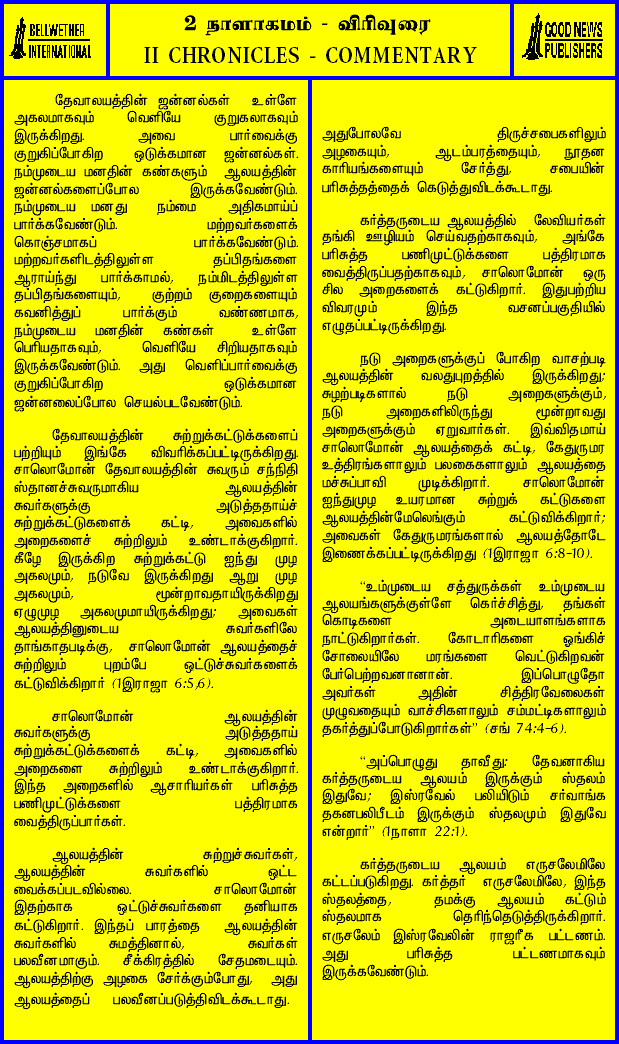 BELLWETHER
INTERNATIONAL
2 நாளாகமம் - விரிவுரை
II CHRONICLES - COMMENTARY
GOOD NEWS
PUBLISHERS
தேவாலயத்தின் ஜன்னல்கள் உள்ளே
அகலமாகவும் வெளியே குறுகலாகவும்
இருக்கிறது. அவை பார்வைக்கு
குறுகிப்போகிற ஒடுக்கமான ஜன்னல்கள்.
நம்முடைய மனதின் கண்களும் ஆலயத்தின்
ஜன்னல்களைப்போல இருக்கவேண்டும்.
நம்முடைய மனது நம்மை அதிகமாய்ப்
பார்க்கவேண்டும். மற்றவர்களைக்
கொஞ்சமாகப் பார்க்கவேண்டும்.
மற்றவர்களிடத்திலுள்ள தப்பிதங்களை
ஆராய்ந்து பார்க்காமல், நம்மிடத்திலுள்ள
தப்பிதங்களையும், குற்றம் குறைகளையும்
கவனித்துப் பார்க்கும் வண்ணமாக,
நம்முடைய மனதின் கண்கள் உள்ளே
பெரியதாகவும், வெளியே சிறியதாகவும்
இருக்கவேண்டும். அது வெளிப்பார்வைக்கு
குறுகிப்போகிற ஒடுக்கமான
ஜன்னலைப்போல செயல்படவேண்டும்.
தேவாலயத்தின் சுற்றுக்கட்டுக்களைப்
பற்றியும் இங்கே விவரிக்கப்பட்டிருக்கிறது.
சாலொமோன் தேவாலயத்தின் சுவரும் சந்நிதி
ஸ்தானச்சுவருமாகிய ஆலயத்தின்
சுவர்களுக்கு அடுத்ததாய்ச்
சுற்றுக்கட்டுகளைக் கட்டி, அவைகளில்
அறைகளைச் சுற்றிலும் உண்டாக்குகிறார்.
கீழே இருக்கிற சுற்றுக்கட்டு ஐந்து முழ
அகலமும், நடுவே இருக்கிறது ஆறு முழ
அகலமும், மூன்றாவதாயிருக்கிறது
ஏழுமுழ அகலமுமாயிருக்கிறது; அவைகள்
ஆலயத்தினுடைய சுவர்களிலே
தாங்காதபடிக்கு, சாலொமோன் ஆலயத்தைச்
சுற்றிலும் புறம்பே ஒட்டுச்சுவர்களைக்
கட்டுவிக்கிறார் (1இராஜா 6:5,6).
சாலொமோன் ஆலயத்தின்
சுவர்களுக்கு அடுத்ததாய்
சுற்றுக்கட்டுக்களைக் கட்டி, அவைகளில்
அறைகளை சுற்றிலும் உண்டாக்குகிறார்.
இந்த அறைகளில் ஆசாரியர்கள் பரிசுத்த
பணிமுட்டுக்களை பத்திரமாக
வைத்திருப்பார்கள்.
ஆலயத்தின் சுற்றுச்சுவர்கள்,
ஆலயத்தின் சுவர்களில் ஒட்ட
வைக்கப்படவில்லை. சாலொமோன்
இதற்காக ஒட்டுச்சுவர்களை தனியாக
கட்டுகிறார். இந்தப் பாரத்தை ஆலயத்தின்
சுவர்களில் சுமத்தினால், சுவர்கள்
பலவீனமாகும். சீக்கிரத்தில் சேதமடையும்.
ஆலயத்திற்கு அழகை சேர்க்கும்போது, அது
ஆலயத்தைப் பலவீனப்படுத்திவிடக்கூடாது.
அதுபோலவே திருச்சபைகளிலும்
அழகையும், ஆடம்பரத்தையும், நூதன
காரியங்களையும் சேர்த்து, சபையின்
பரிசுத்தத்தைக் கெடுத்துவிடக்கூடாது.
கர்த்தருடைய ஆலயத்தில் லேவியர்கள்
தங்கி ஊழியம் செய்வதற்காகவும், அங்கே
பரிசுத்த பணிமுட்டுக்களை பத்திரமாக
வைத்திருப்பதற்காகவும், சாலொமோன் ஒரு
சில அறைகளைக் கட்டுகிறார். இதுபற்றிய
விவரமும் இந்த வசனப்பகுதியில்
எழுதப்பட்டிருக்கிறது.
நடு அறைகளுக்குப் போகிற வாசற்படி
ஆலயத்தின் வலதுபுறத்தில் இருக்கிறது;
சுழற்படிகளால் நடு அறைகளுக்கும்,
நடு அறைகளிலிருந்து மூன்றாவது
அறைகளுக்கும் ஏறுவார்கள். இவ்விதமாய்
சாலொமோன் ஆலயத்தைக் கட்டி, கேதுருமர
உத்திரங்களாலும் பலகைகளாலும் ஆலயத்தை
மச்சுப்பாவி முடிக்கிறார். சாலொமோன்
ஐந்துமுழ உயரமான சுற்றுக் கட்டுகளை
ஆலயத்தின்மேலெங்கும் கட்டுவிக்கிறார்;
அவைகள் கேதுருமரங்களால் ஆலயத்தோடே
இணைக்கப்பட்டிருக்கிறது (1இராஜா 6:8-10).
“உம்முடைய சத்துருக்கள் உம்முடைய
ஆலயங்களுக்குள்ளே கெர்ச்சித்து, தங்கள்
கொடிகளை அடையாளங்களாக
நாட்டுகிறார்கள். கோடாரிகளை ஓங்கிச்
சோலையிலே மரங்களை வெட்டுகிறவன்
பேர்பெற்றவனானான். இப்பொழுதோ
அவர்கள் அதின் சித்திரவேலைகள்
முழுவதையும் வாச்சிகளாலும் சம்மட்டிகளாலும்
தகர்த்துப்போடுகிறார்கள்” (சங் 74:4-6).
“அப்பொழுது தாவீது: தேவனாகிய
கர்த்தருடைய ஆலயம் இருக்கும் ஸ்தலம்
இதுவே; இஸ்ரவேல் பலியிடும் சர்வாங்க
தகனபலிபீடம் இருக்கும் ஸ்தலமும் இதுவே
என்றார்” (1நாளா 22:1).
கர்த்தருடைய ஆலயம் எருசலேமிலே
கட்டப்படுகிறது. கர்த்தர் எருசலேமிலே, இந்த
ஸ்தலத்தை, தமக்கு ஆலயம் கட்டும்
ஸ்தலமாக தெரிந்தெடுத்திருக்கிறார்.
எருசலேம் இஸ்ரவேலின் ராஜரீக பட்டணம்.
அது பரிசுத்த பட்டணமாகவும்
இருக்கவேண்டும்.